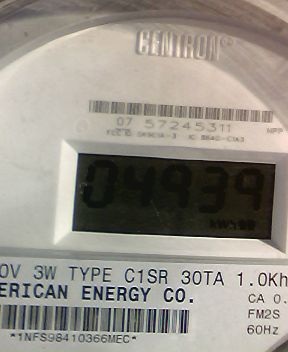 CENTRON®
07 57245311
04939
0V 3W TYPE C1SR 30TA 1.0Kh
ERICAN ENERGY CO.
CA 0.
FM2S
60Hz
*1NFS98410366MEC*